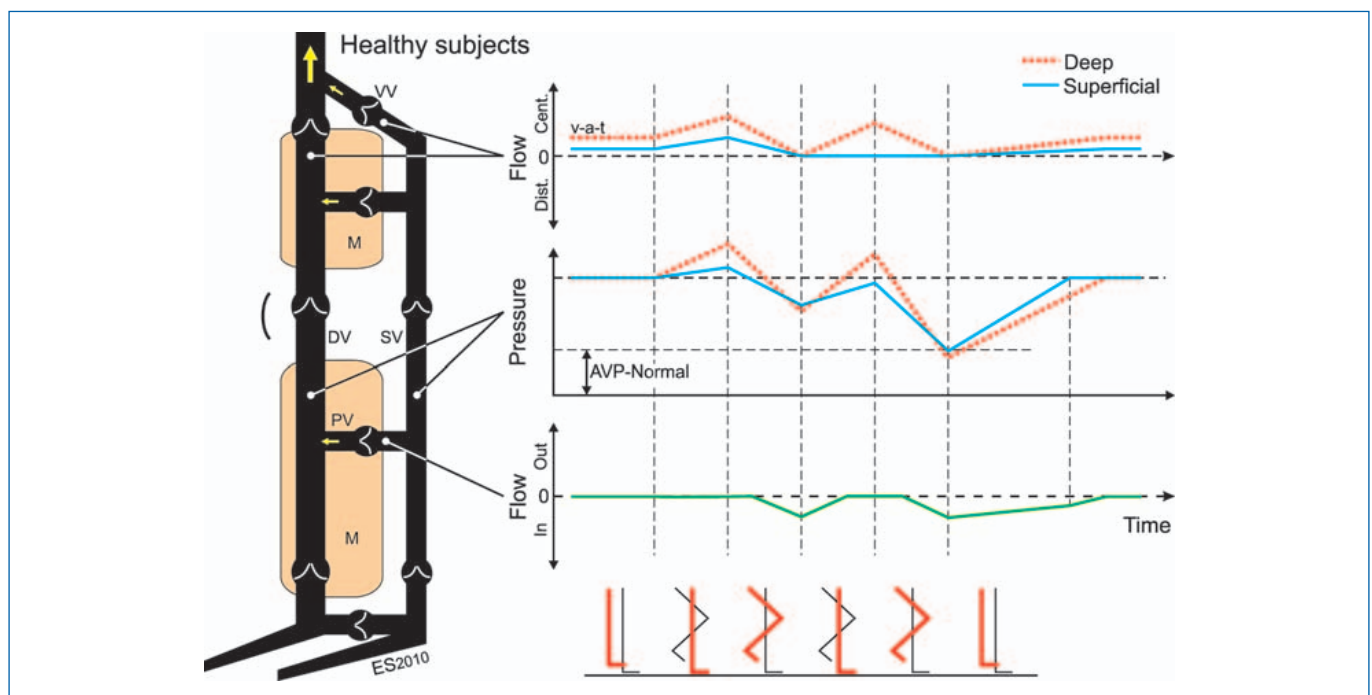 Healthy subjects
VV
M
DV
SV
PV
M
ES2010
Deep
Superficial
Flow
Cent.
Dist.
0
v-a-t
Pressure
AVP-Normal
Flow
Out
In
0
Time